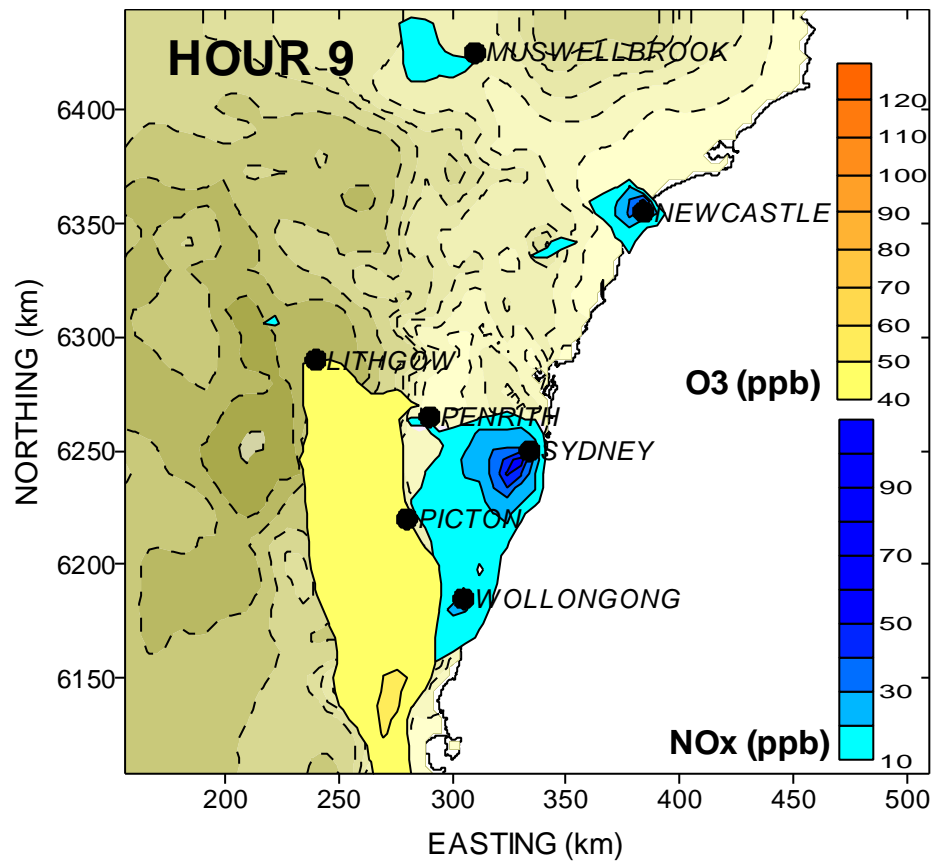 HOUR 9
MUSWELLBROOK
NEWCASTLE
LITHGOW
PENRITH
SYDNEY
PICTON
WOLLONGONG
NORTHING (km)
6400
6350
6300
6250
6200
6150
EASTING (km)
200
250
300
350
400
450
500
O3 (ppb)
120
110
100
90
80
70
60
50
40
NOx (ppb)
90
70
50
30
10